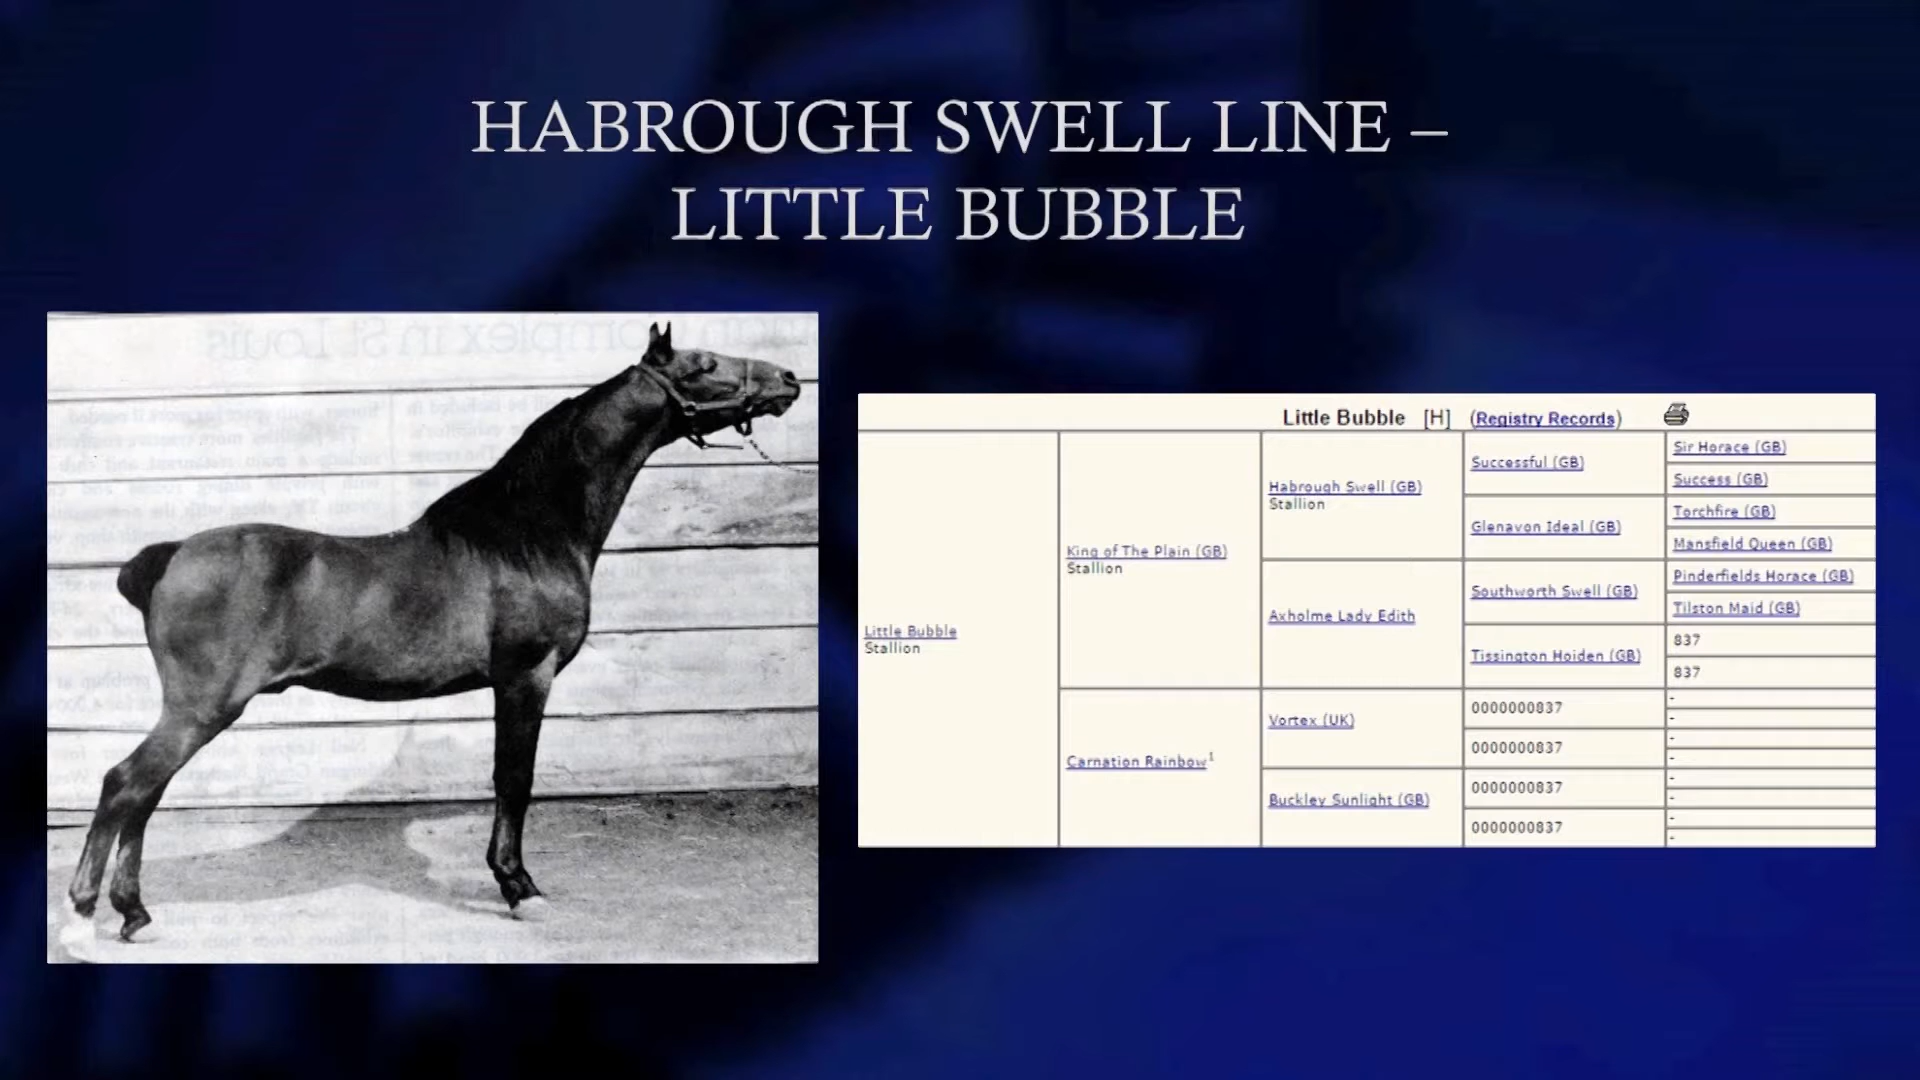 HABROUGH SWELL LINE –
LITTLE BUBBLE
Little Bubble [H] (Registry Records)
Little Bubble
Stallion
King of The Plain (GB)
Stallion
Carnation Rainbow1
Habrough Swell (GB)
Stallion
Axholme Lady Edith
Vortex (UK)
Buckley Sunlight (GB)
Successful (GB)
Glenavon Ideal (GB)
Southworth Swell (GB)
Tissington Hoiden (GB)
0000000837
0000000837
0000000837
0000000837
Sir Horace (GB)
Success (GB)
Torchfire (GB)
Mansfield Queen (GB)
Pinderfields Horace (GB)
Tilston Maid (GB)
837
837
-
-
-
-
-
-
-
-